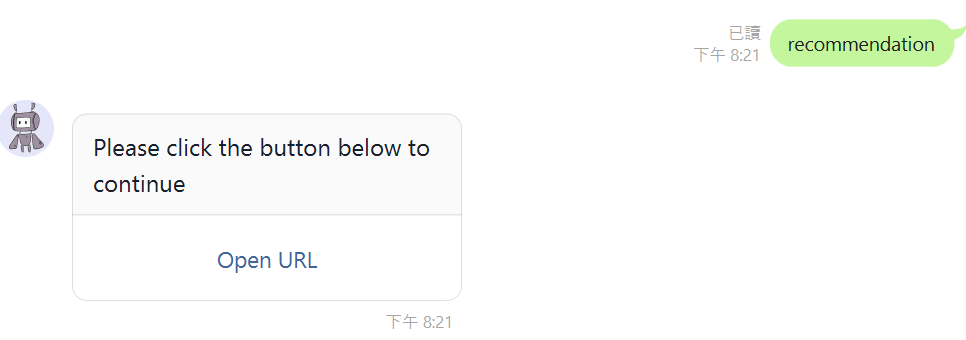 已讀
下午 8:21
recommendation
Please click the button below to
continue
Open URL
下午 8:21